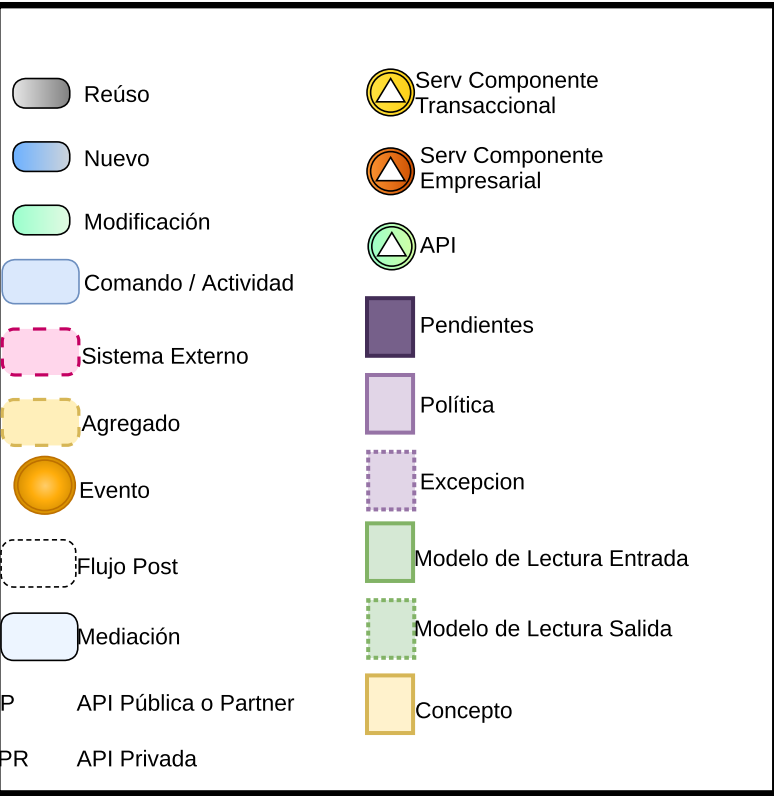 Reúso
Nuevo
Modificación
Comando / Actividad
Sistema Externo
Agregado
Evento
Flujo Post
Mediación
P API Pública o Partner
PR API Privada
Serv Componente
Transaccional
Serv Componente
Empresarial
API
Pendientes
Política
Excepcion
Modelo de Lectura Entrada
Modelo de Lectura Salida
Concepto